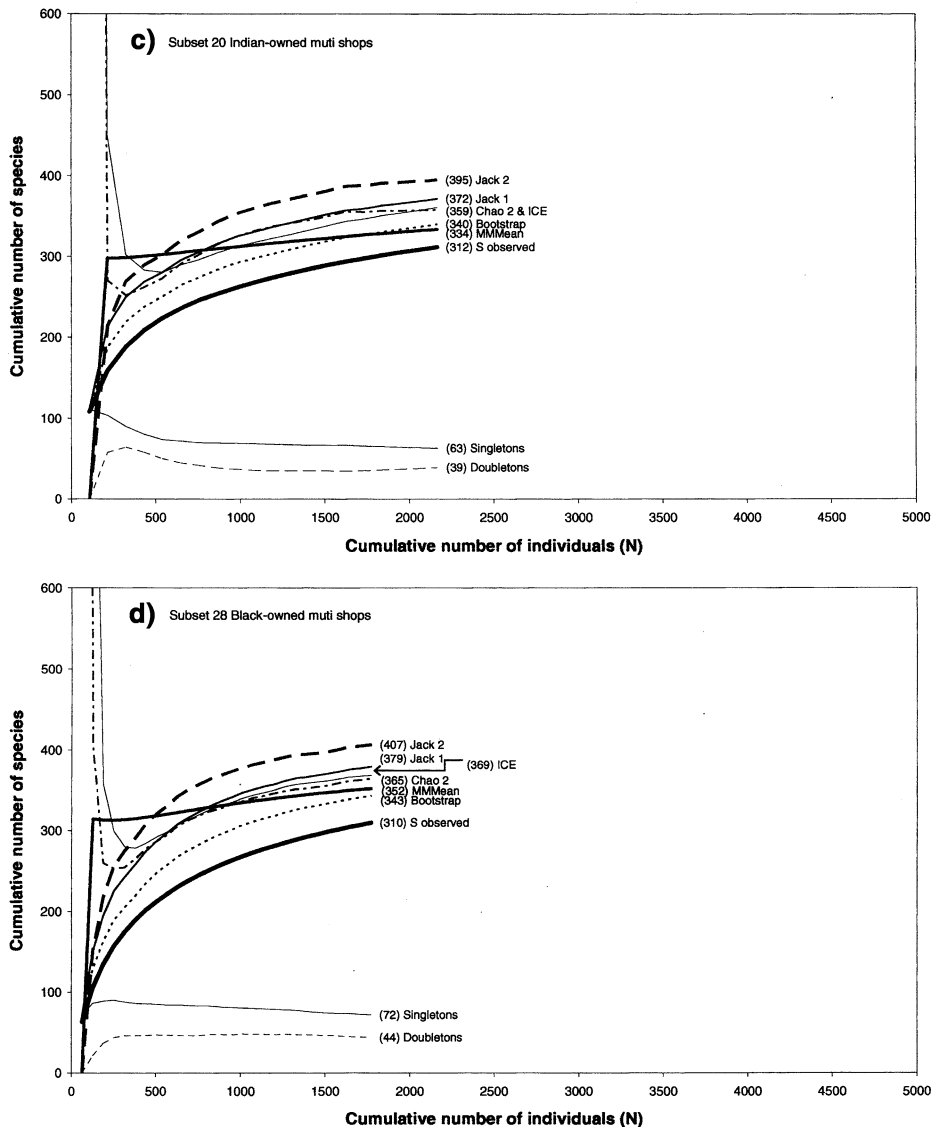 600
c) Subset 20 Indian-owned muti shops
500
400
(395) Jack 2
(372) Jack 1
(359) Chao 2 & ICE
(340) Bootstrap
(334) MMMean
300
(312) S observed
200
100
(63) Singletons
(39) Doubletons
0
Cumulative number of species
0 500 1000 1500 2000 2500 3000 3500 4000 4500 5000
Cumulative number of individuals (N)
600
d) Subset 28 Black-owned muti shops
500
400
(407) Jack 2
(379) Jack 1
(369) ICE
(365) Chao 2
(352) MMMean
(343) Bootstrap
300
(310) S observed
200
100
(72) Singletons
(44) Doubletons
0
Cumulative number of species
0 500 1000 1500 2000 2500 3000 3500 4000 4500 5000
Cumulative number of individuals (N)